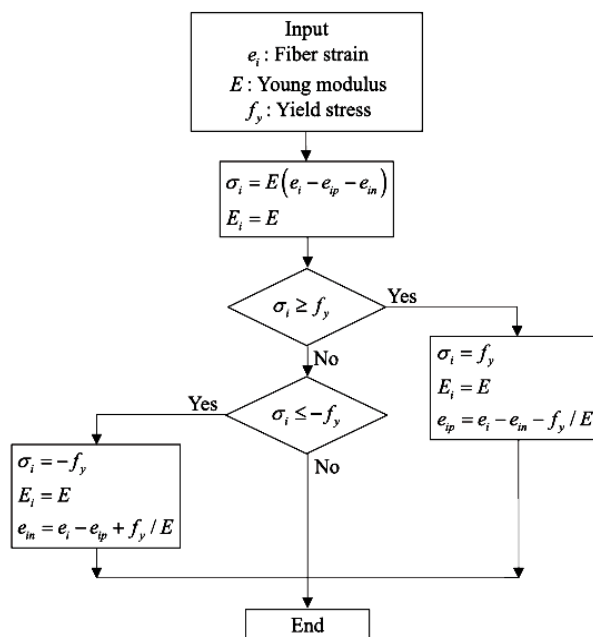 Input
e_i : Fiber strain
E : Young modulus
f_y : Yield stress
σ_i = E(e_i − e_ip − e_in)
E_i = E
σ_i ≥ f_y
Yes
No
σ_i = f_y
E_i = E
e_ip = e_i − e_in − f_y / E
σ_i ≤ −f_y
Yes
No
σ_i = −f_y
E_i = E
e_in = e_i − e_ip + f_y / E
End